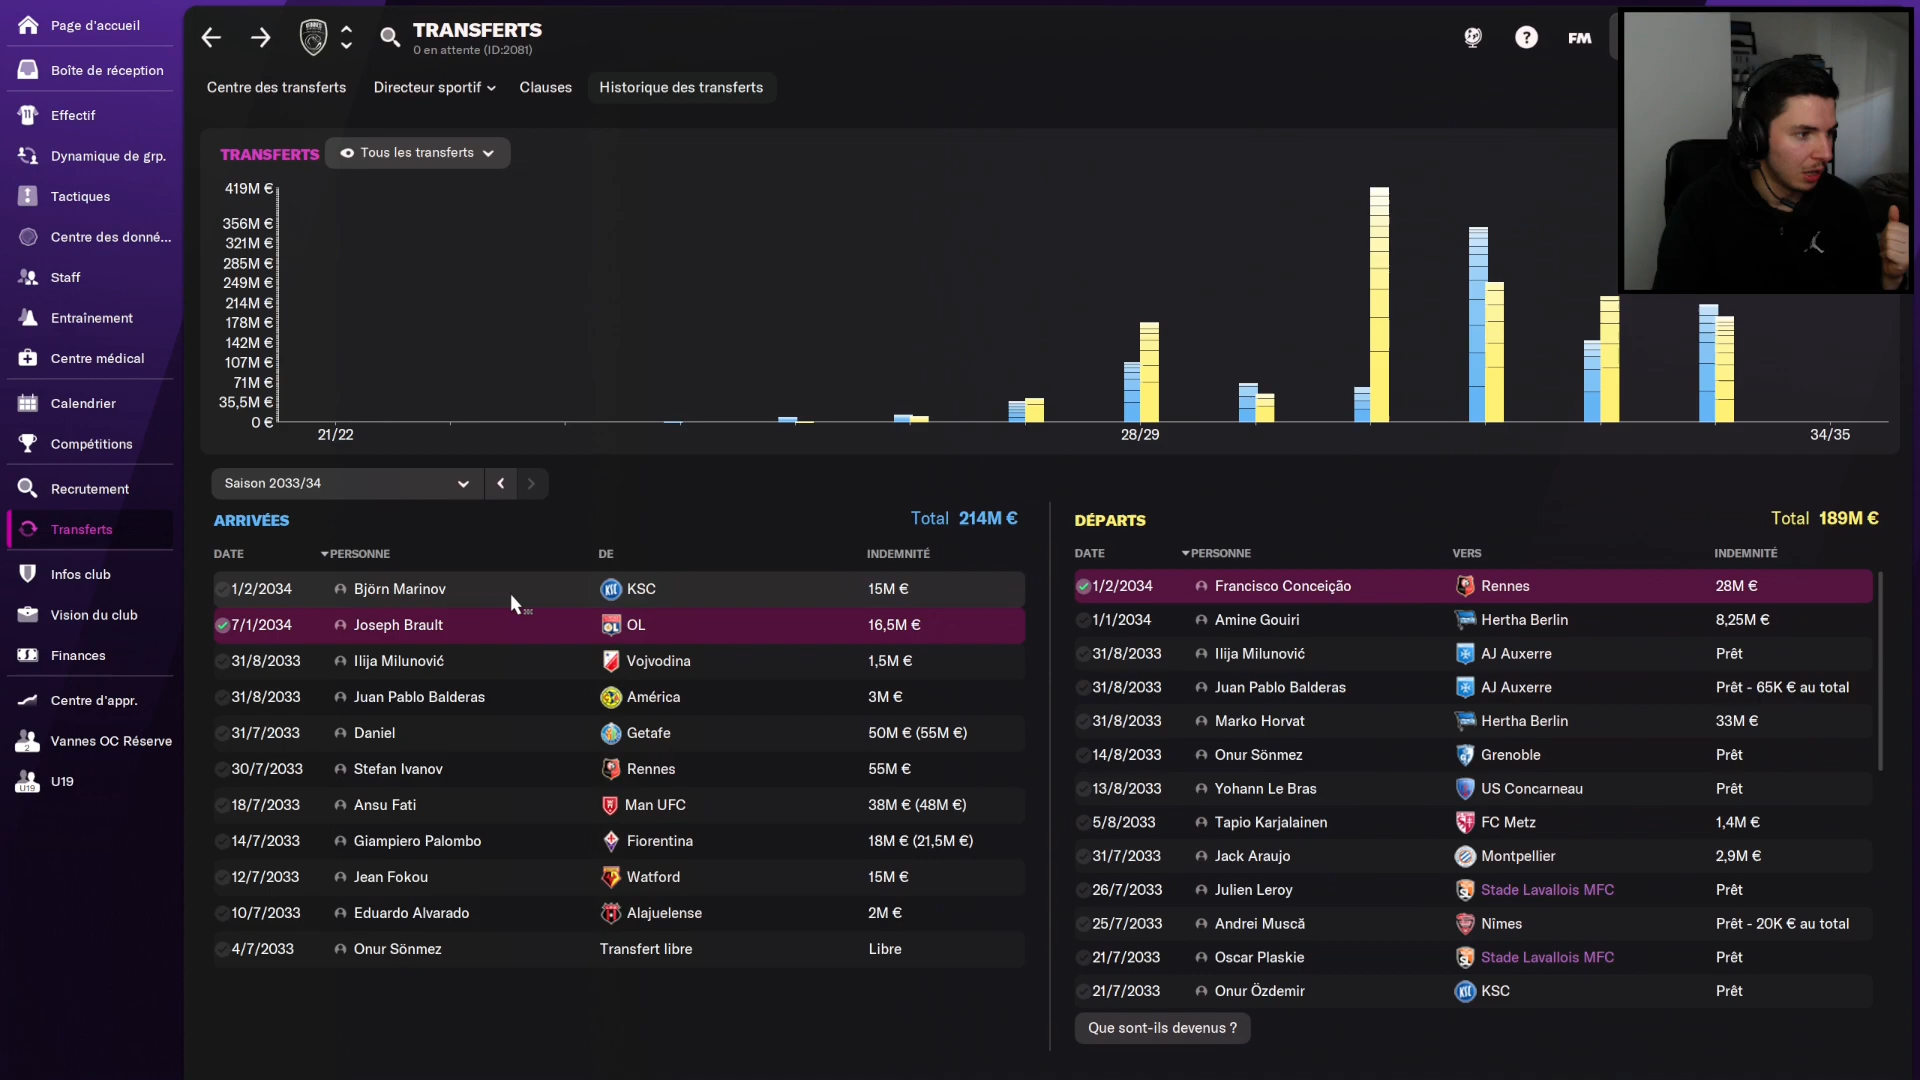 Page d'accueil
Boîte de réception
Effectif
Dynamique de grp.
Tactiques
Centre des donné...
Staff
Entraînement
Centre médical
Calendrier
Compétitions
Recrutement
Transferts
Infos club
Vision du club
Finances
Centre d'appr.
2 Vannes OC Réserve
U19 U19
TRANSFERTS
0 en attente (ID:2081)
? FM
Centre des transferts Directeur sportif Clauses Historique des transferts
TRANSFERTS Tous les transferts
419M €
356M €
321M €
285M €
249M €
214M €
178M €
142M €
107M €
71M €
35,5M €
0 €
21/22 28/29 34/35
Saison 2033/34
ARRIVÉES Total 214M €
DATE PERSONNE DE INDEMNITÉ
1/2/2034 Björn Marinov KSC 15M €
7/1/2034 Joseph Brault OL 16,5M €
31/8/2033 Ilija Milunović Vojvodina 1,5M €
31/8/2033 Juan Pablo Balderas América 3M €
31/7/2033 Daniel Getafe 50M € (55M €)
30/7/2033 Stefan Ivanov Rennes 55M €
18/7/2033 Ansu Fati Man UFC 38M € (48M €)
14/7/2033 Giampiero Palombo Fiorentina 18M € (21,5M €)
12/7/2033 Jean Fokou Watford 15M €
10/7/2033 Eduardo Alvarado Alajuelense 2M €
4/7/2033 Onur Sönmez Transfert libre Libre
DÉPARTS Total 189M €
DATE PERSONNE VERS INDEMNITÉ
1/2/2034 Francisco Conceição Rennes 28M €
1/1/2034 Amine Gouiri Hertha Berlin 8,25M €
31/8/2033 Ilija Milunović AJ Auxerre Prêt
31/8/2033 Juan Pablo Balderas AJ Auxerre Prêt - 65K € au total
31/8/2033 Marko Horvat Hertha Berlin 33M €
14/8/2033 Onur Sönmez Grenoble Prêt
13/8/2033 Yohann Le Bras US Concarneau Prêt
5/8/2033 Tapio Karjalainen FC Metz 1,4M €
31/7/2033 Jack Araujo Montpellier 2,9M €
26/7/2033 Julien Leroy Stade Lavallois MFC Prêt
25/7/2033 Andrei Muscă Nîmes Prêt - 20K € au total
21/7/2033 Oscar Plaskie Stade Lavallois MFC Prêt
21/7/2033 Onur Özdemir KSC Prêt
Que sont-ils devenus ?